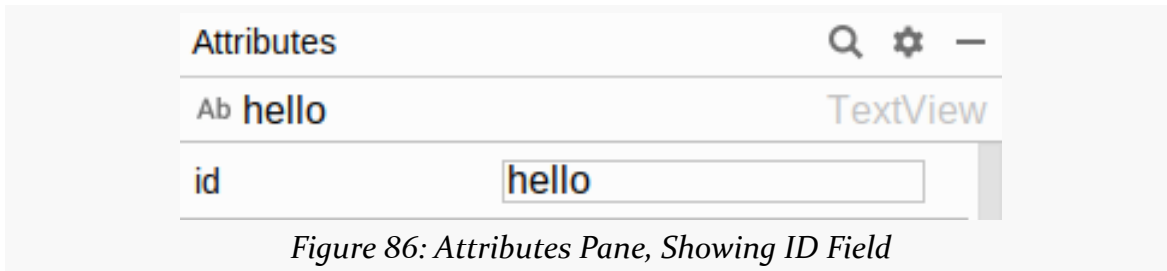 Attributes
Ab hello TextView
id hello
Figure 86: Attributes Pane, Showing ID Field